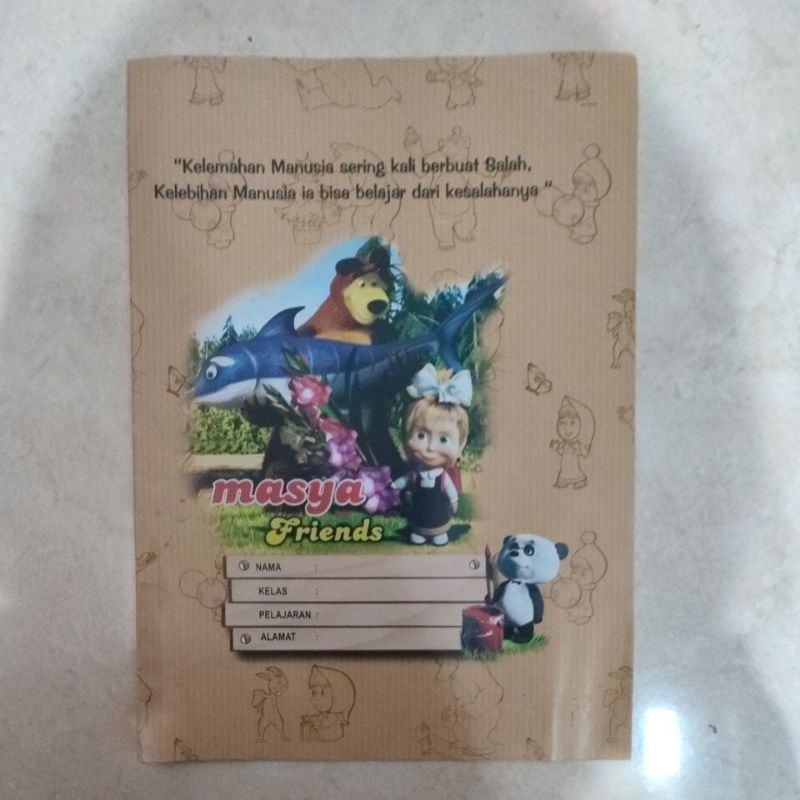 "Kelemahan Manusia sering kali berbuat Salah,
Kelebihan Manusia ia bisa belajar dari kesalahanya "
masya
Friends
NAMA :
KELAS :
PELAJARAN :
ALAMAT :